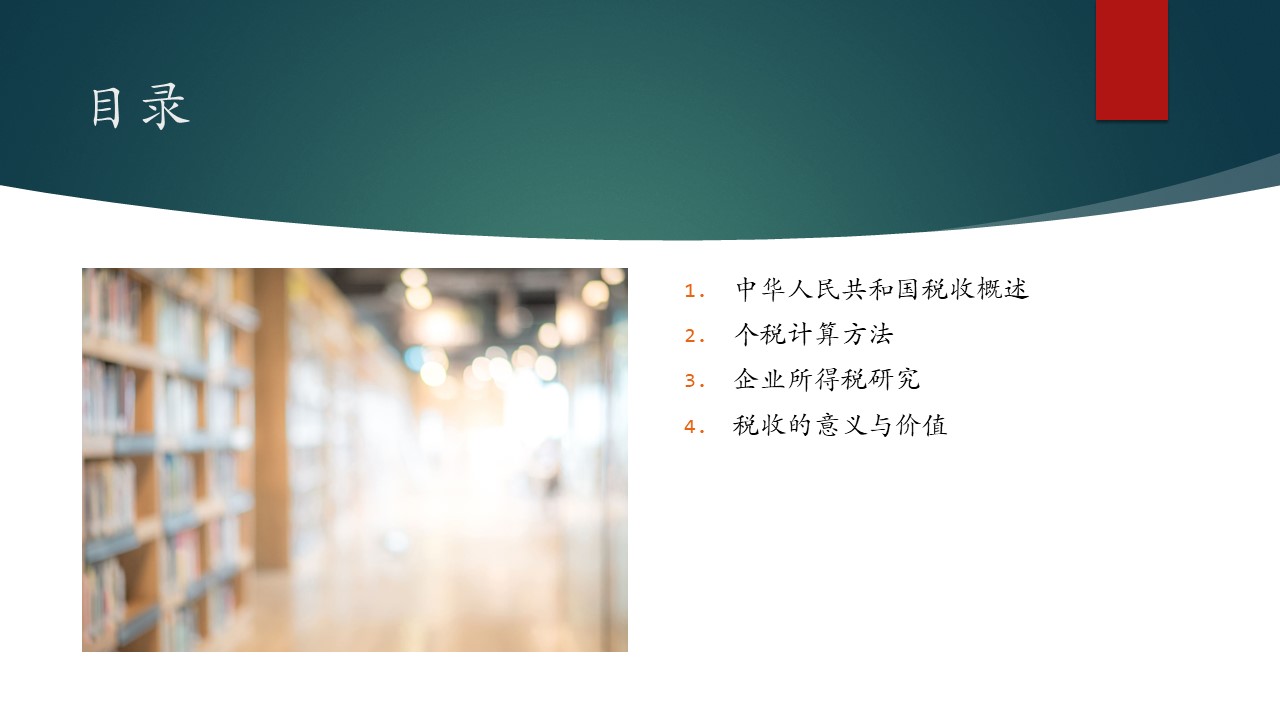 目录
1. 中华人民共和国税收概述
2. 个税计算方法
3. 企业所得税研究
4. 税收的意义与价值